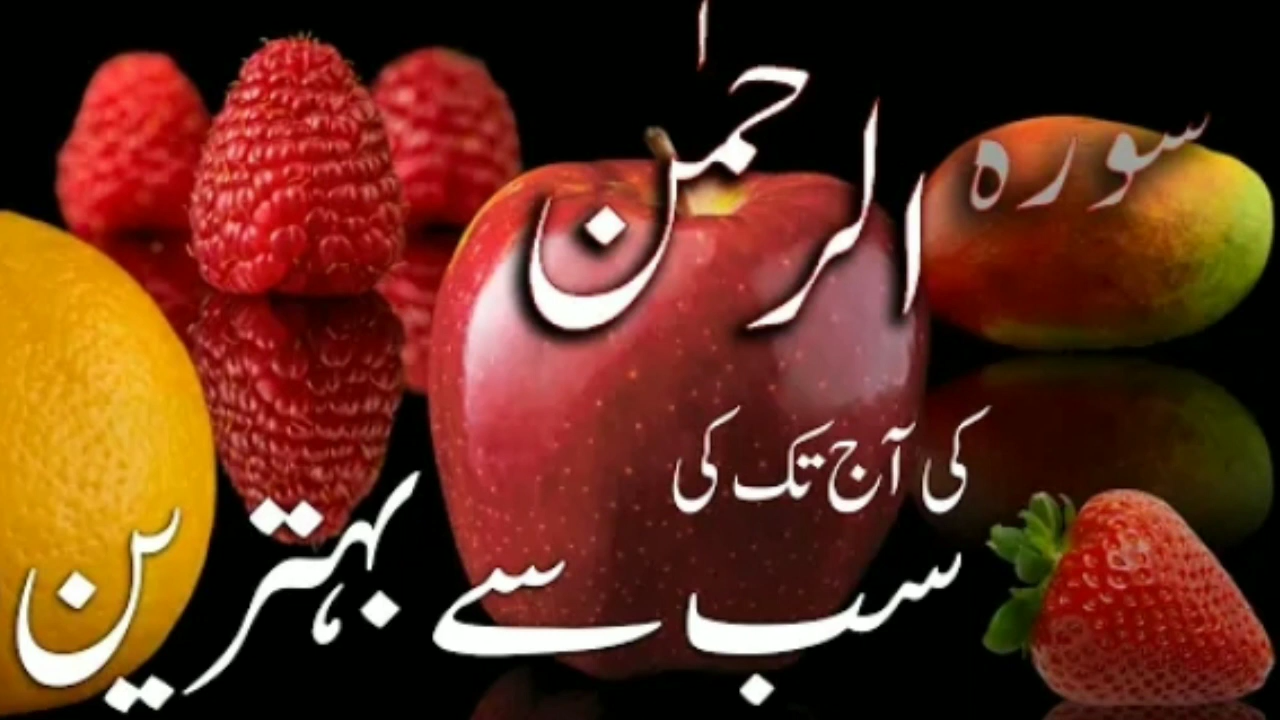 سورہ
الرحمٰن
کی آج تک کی
سب سے بہترین